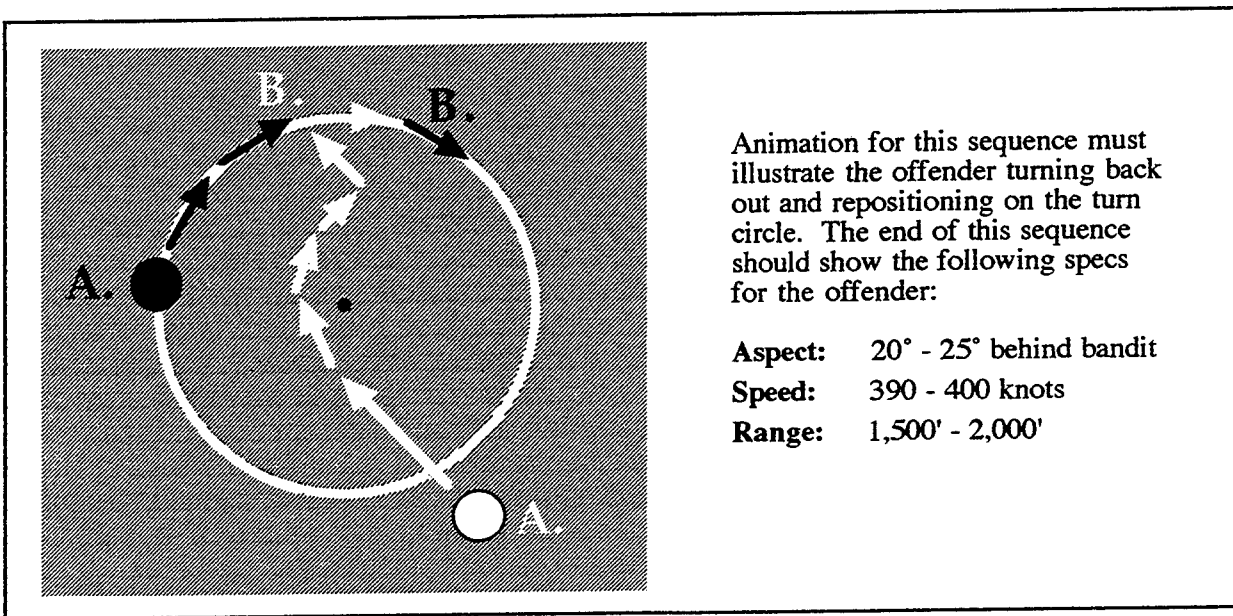 B.
B.
A.
A.
Animation for this sequence must
illustrate the offender turning back
out and repositioning on the turn
circle. The end of this sequence
should show the following specs
for the offender:
Aspect: 20° - 25° behind bandit
Speed: 390 - 400 knots
Range: 1,500' - 2,000'